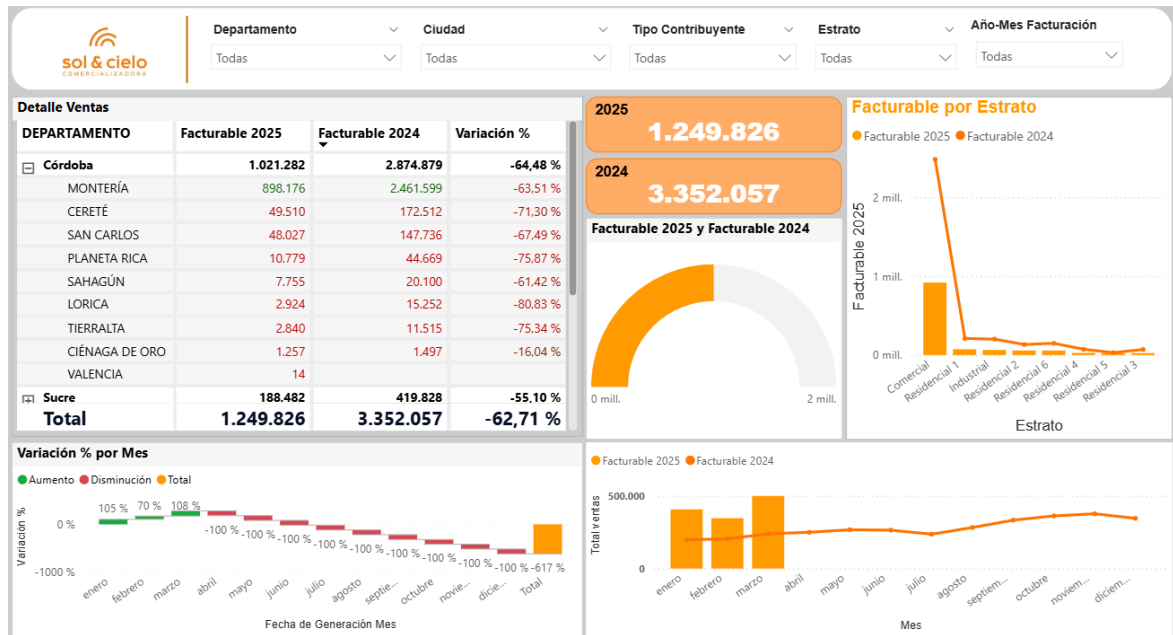 sol & cielo
COMERCIALIZADORA
Departamento
Todas
Ciudad
Todas
Tipo Contribuyente
Todas
Estrato
Todas
Año-Mes Facturación
Todas
Detalle Ventas
DEPARTAMENTO Facturable 2025 Facturable 2024 Variación %
Córdoba 1.021.282 2.874.879 -64,48 %
MONTERÍA 898.176 2.461.599 -63,51 %
CERETÉ 49.510 172.512 -71,30 %
SAN CARLOS 48.027 147.736 -67,49 %
PLANETA RICA 10.779 44.669 -75,87 %
SAHAGÚN 7.755 20.100 -61,42 %
LORICA 2.924 15.252 -80,83 %
TIERRALTA 2.840 11.515 -75,34 %
CIÉNAGA DE ORO 1.257 1.497 -16,04 %
VALENCIA 14
Sucre 188.482 419.828 -55,10 %
Total 1.249.826 3.352.057 -62,71 %
2025
1.249.826
2024
3.352.057
Facturable 2025 y Facturable 2024
0 mill. 2 mill.
Facturable por Estrato
Facturable 2025 Facturable 2024
Facturable 2025
2 mill.
1 mill.
0 mill.
Comercial Residencial 1 Industrial Residencial 2 Residencial 6 Residencial 4 Residencial 5 Residencial 3
Estrato
Variación % por Mes
Aumento Disminución Total
Variación %
0 %
-1000 %
105 % 70 % 108 % -100 % -100 % -100 % -100 % -100 % -100 % -100 % -100 % -100 % -617 %
enero febrero marzo abril mayo junio julio agosto septie... octubre novie... dicie... Total
Fecha de Generación Mes
Facturable 2025 Facturable 2024
Total ventas
500.000
0
enero febrero marzo abril mayo junio julio agosto septiem... octubre noviem... diciem...
Mes